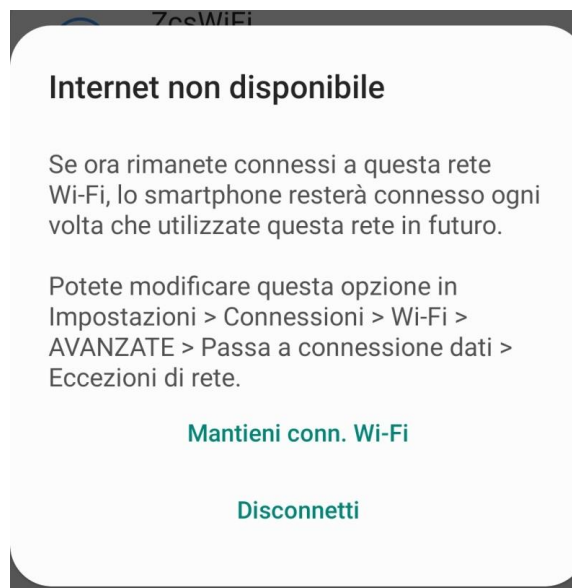 ZcsWiFi
Internet non disponibile
Se ora rimanete connessi a questa rete
Wi-Fi, lo smartphone resterà connesso ogni
volta che utilizzate questa rete in futuro.
Potete modificare questa opzione in
Impostazioni > Connessioni > Wi-Fi >
AVANZATE > Passa a connessione dati >
Eccezioni di rete.
Mantieni conn. Wi-Fi
Disconnetti